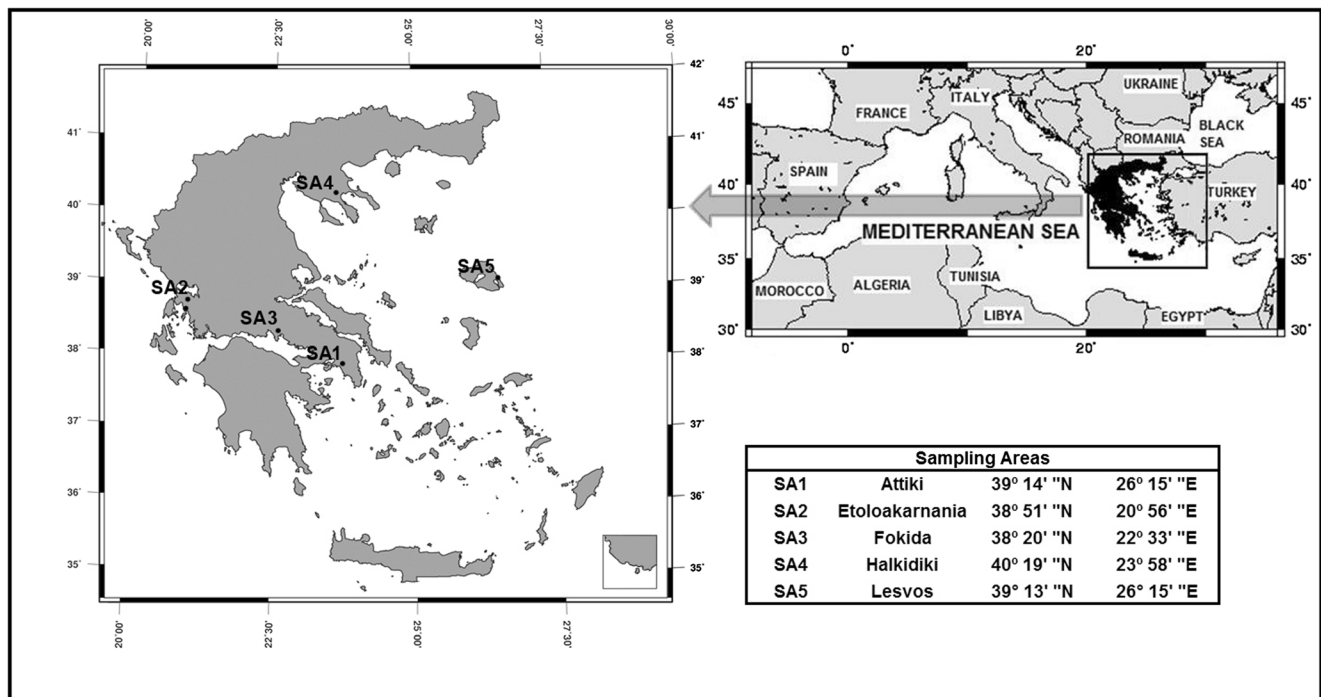 20˚00' 22˚30' 25˚00' 27˚30' 30˚00'
42˚
41˚ 41˚
40˚ 40˚
39˚ 39˚
38˚ 38˚
37˚ 37˚
36˚ 36˚
35˚ 35˚
20˚00' 22˚30' 25˚00' 27˚30'
SA4
SA5
SA2
SA3
SA1
0˚ 20˚
45˚ 45˚
40˚ 40˚
35˚ 35˚
30˚ 30˚
0˚ 20˚
UKRAINE
ITALY
FRANCE
BLACK
SEA
ROMANIA
SPAIN
TURKEY
MEDITERRANEAN SEA
TUNISIA
ALGERIA
MOROCCO
LIBYA
EGYPT
Sampling Areas
SA1 Attiki 39º 14' "N 26º 15' "E
SA2 Etoloakarnania 38º 51' "N 20º 56' "E
SA3 Fokida 38º 20' "N 22º 33' "E
SA4 Halkidiki 40º 19' "N 23º 58' "E
SA5 Lesvos 39º 13' "N 26º 15' "E